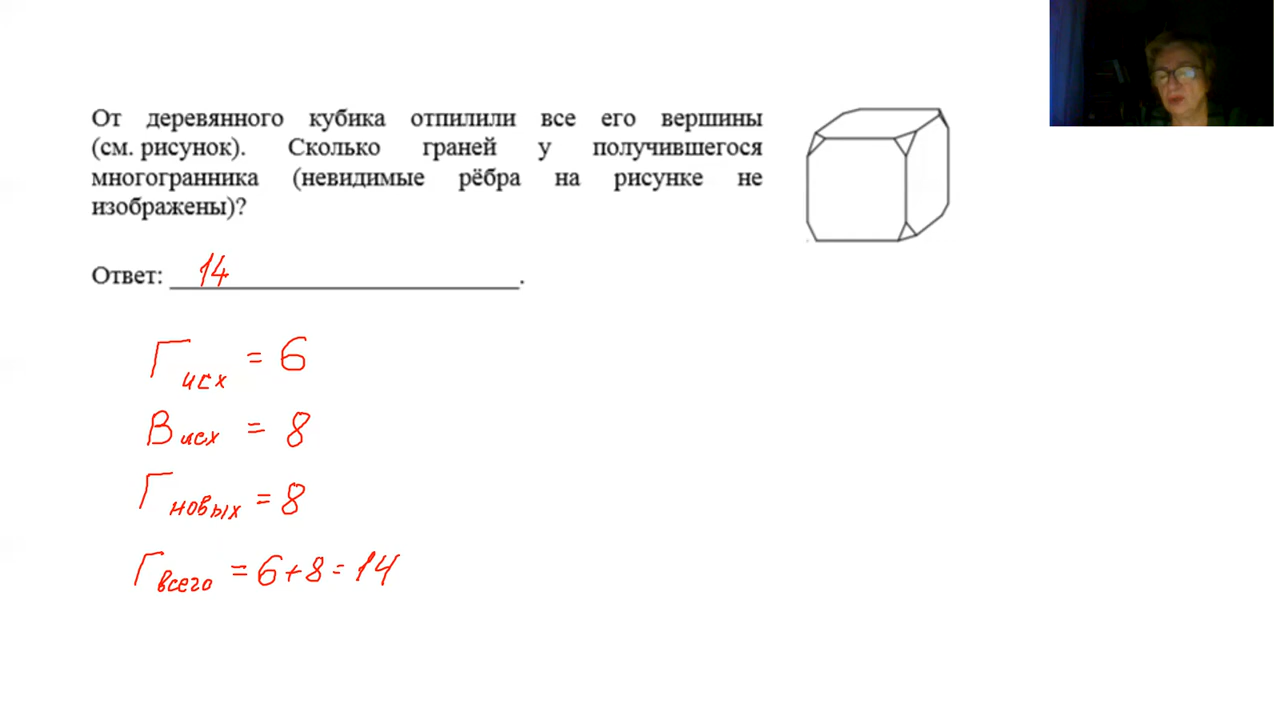 От деревянного кубика отпилили все его вершины
(см. рисунок). Сколько граней у получившегося
многогранника (невидимые рёбра на рисунке не
изображены)?
Ответ: 14.
Гисх = 6
Висх = 8
Гновых = 8
Гвсего = 6+8=14